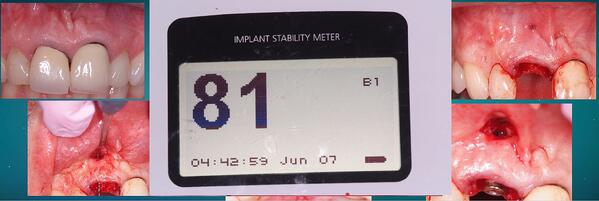 IMPLANT STABILITY METER
81
B1
04:42:59 Jun 07